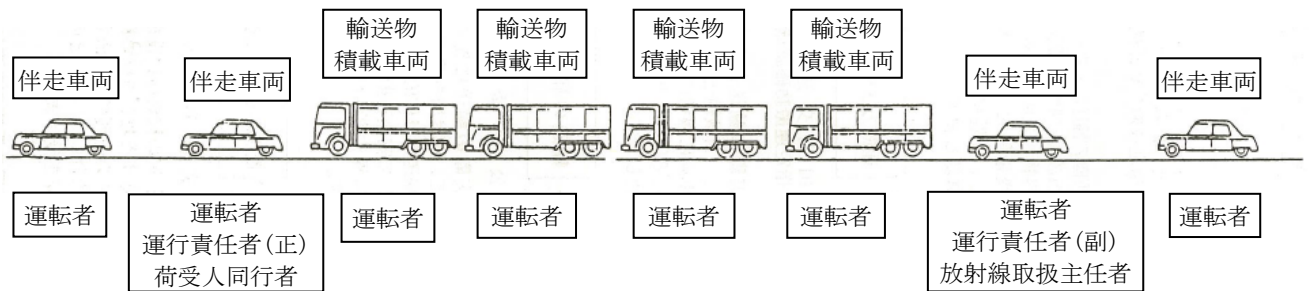 伴走車両
伴走車両
輸送物
積載車両
輸送物
積載車両
輸送物
積載車両
輸送物
積載車両
伴走車両
伴走車両
運転者
運転者
運行責任者(正)
荷受人同行者
運転者
運転者
運転者
運転者
運転者
運行責任者(副)
放射線取扱主任者
運転者